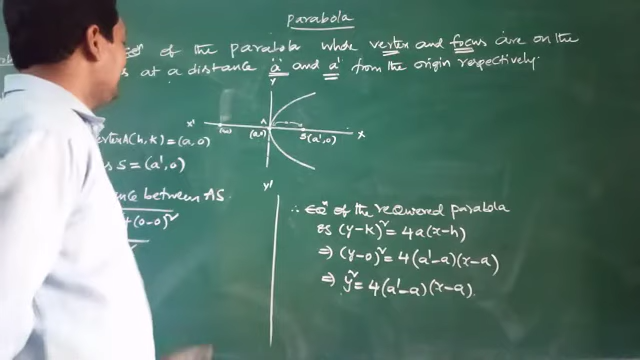 Parabola
of the parabola whole vertex and focus are on the
at a distance 'a' and a' from the origin respectively.
Y
x'
A
(a,0)
S(a',0)
x
Y'
vertex A(h, k) = (a, 0)
S = (a', 0)
between AS
+ (0-0)²
∴ Eqⁿ of the required parabola
is (y-k)² = 4a(x-h)
⇒ (y-0)² = 4(a'-a)(x-a)
⇒ y² = 4(a'-a)(x-a).